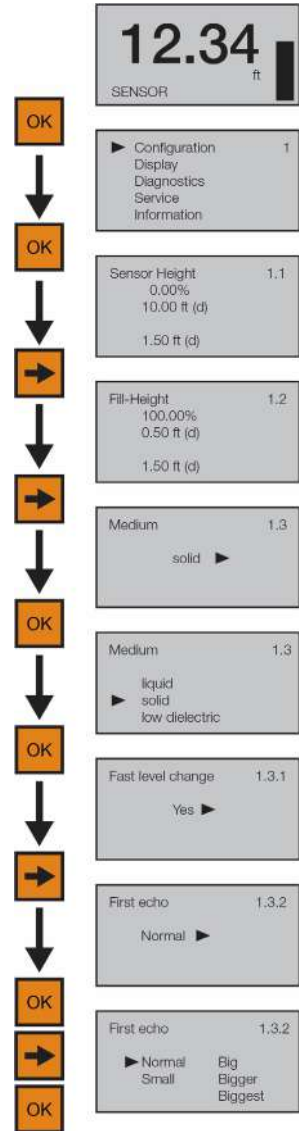 12.34
ft
SENSOR
OK
▶ Configuration 1
Display
Diagnostics
Service
Information
OK
Sensor Height 1.1
0.00%
10.00 ft (d)
1.50 ft (d)
Fill-Height 1.2
100.00%
0.50 ft (d)
1.50 ft (d)
Medium 1.3
solid ▶
OK
Medium 1.3
liquid
▶ solid
low dielectric
OK
Fast level change 1.3.1
Yes ▶
First echo 1.3.2
Normal ▶
OK
First echo 1.3.2
▶ Normal Big
Small Bigger
Biggest
OK